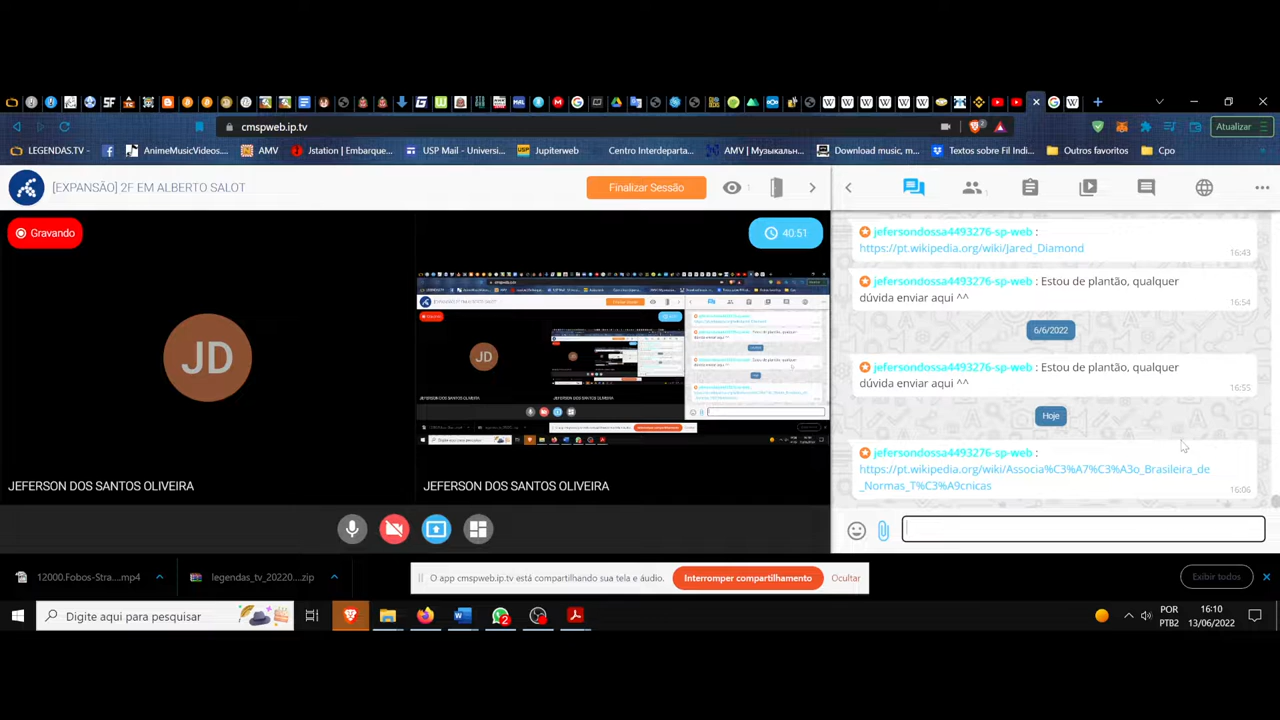 cmspweb.ip.tv
Atualizar
LEGENDAS.TV
AnimeMusicVideos...
AMV
Jstation | Embarque...
USP Mail - Universi...
Jupiterweb
Centro Interdeparta...
AMV | Музыкальн...
Download music, m...
Textos sobre Fil Indi...
Outros favoritos
Cpo
[EXPANSÃO] 2F EM ALBERTO SALOT
Finalizar Sessão
1
1
Gravando
40:51
jefersondossa4493276-sp-web :
https://pt.wikipedia.org/wiki/Jared_Diamond
16:43
jefersondossa4493276-sp-web : Estou de plantão, qualquer
dúvida enviar aqui ^^
16:54
6/6/2022
jefersondossa4493276-sp-web : Estou de plantão, qualquer
dúvida enviar aqui ^^
16:55
Hoje
jefersondossa4493276-sp-web :
https://pt.wikipedia.org/wiki/Associa%C3%A7%C3%A3o_Brasileira_de
_Normas_T%C3%A9cnicas
16:06
JD
JD
JEFERSON DOS SANTOS OLIVEIRA
JEFERSON DOS SANTOS OLIVEIRA
12000.Fobos-Stra....mp4
legendas_tv_20220....zip
O app cmspweb.ip.tv está compartilhando sua tela e áudio.
Interromper compartilhamento
Ocultar
Exibir todos
Digite aqui para pesquisar
2
POR
PTB2
16:10
13/06/2022